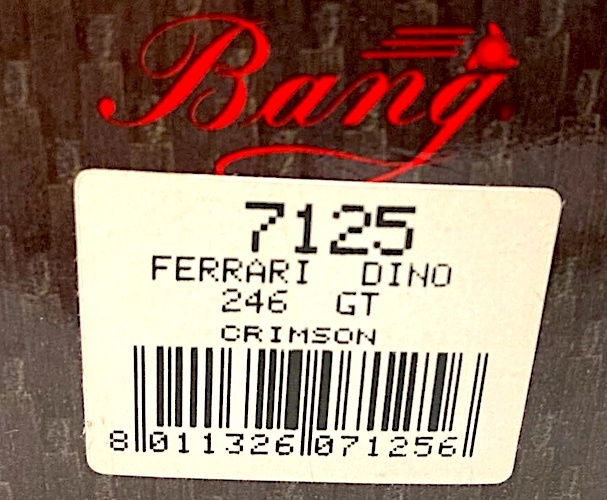 Bang
7125
FERRARI DINO
246 GT
CRIMSON
8 011326 071256